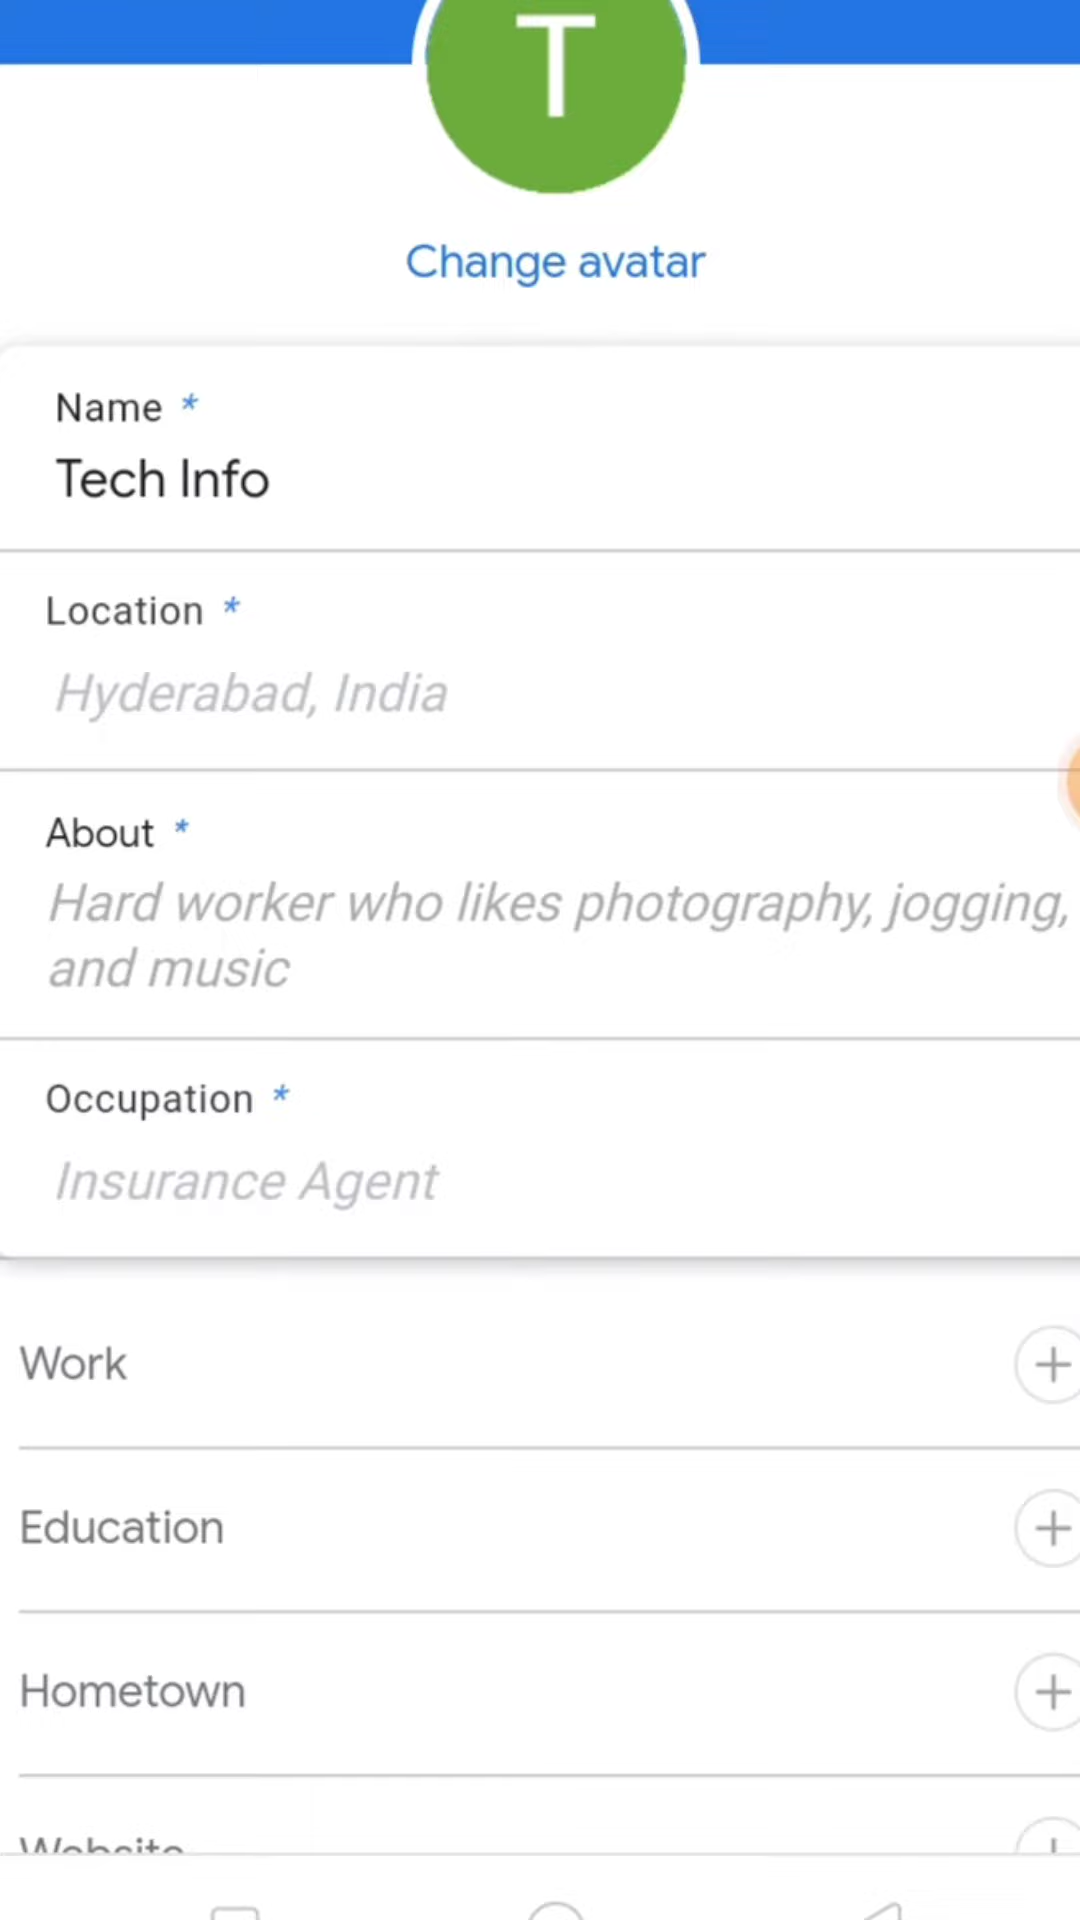 T
Change avatar
Name *
Tech Info
Location *
Hyderabad, India
About *
Hard worker who likes photography, jogging,
and music
Occupation *
Insurance Agent
Work
Education
Hometown
Website